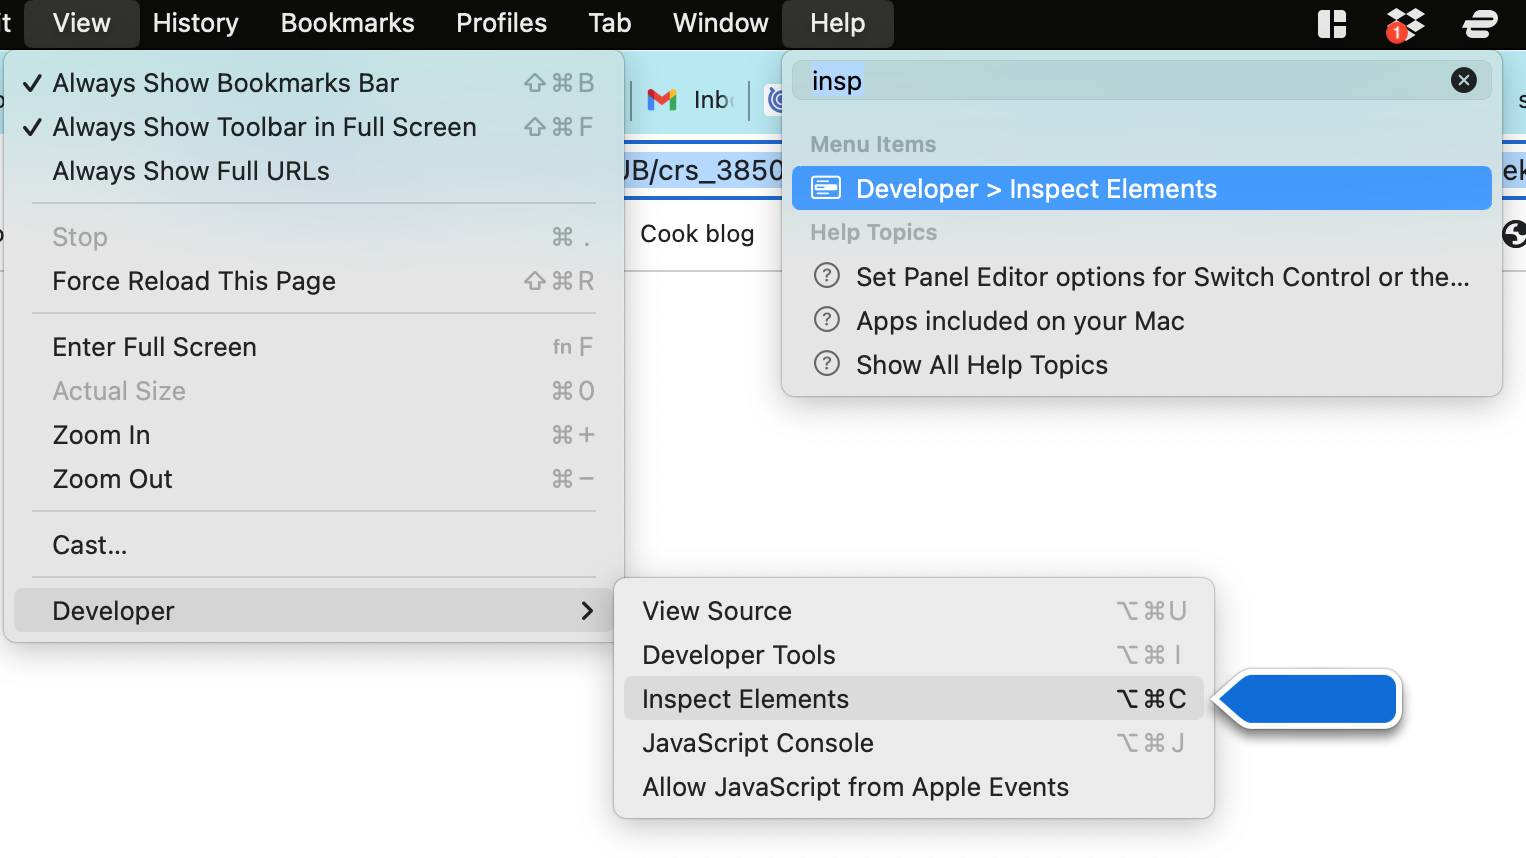 View History Bookmarks Profiles Tab Window Help
1
✓ Always Show Bookmarks Bar ⇧⌘B
✓ Always Show Toolbar in Full Screen ⇧⌘F
Always Show Full URLs
Stop ⌘ .
Force Reload This Page ⇧⌘R
Enter Full Screen fn F
Actual Size ⌘0
Zoom In ⌘+
Zoom Out ⌘−
Cast...
Developer
View Source ⌥⌘U
Developer Tools ⌥⌘I
Inspect Elements ⌥⌘C
JavaScript Console ⌥⌘J
Allow JavaScript from Apple Events
Inb
JB/crs_3850
Cook blog
insp
Menu Items
Developer > Inspect Elements
Help Topics
Set Panel Editor options for Switch Control or the...
Apps included on your Mac
Show All Help Topics